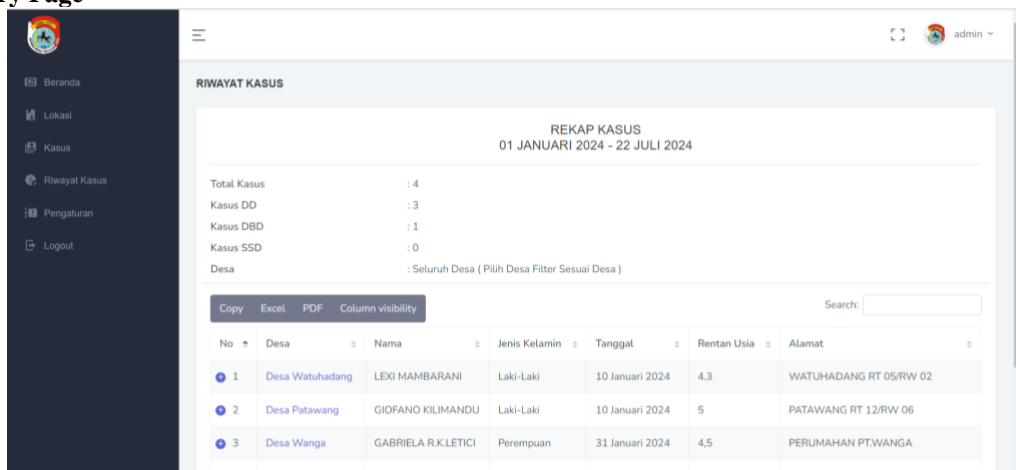 ry Page
admin
Beranda
Lokasi
Kasus
Riwayat Kasus
Pengaturan
Logout
RIWAYAT KASUS
REKAP KASUS
01 JANUARI 2024 - 22 JULI 2024
Total Kasus : 4
Kasus DD : 3
Kasus DBD : 1
Kasus SSD : 0
Desa : Seluruh Desa ( Pilih Desa Filter Sesuai Desa )
Copy Excel PDF Column visibility Search:
No Desa Nama Jenis Kelamin Tanggal Rentan Usia Alamat
1 Desa Watuhadang LEXI MAMBARANI Laki-Laki 10 Januari 2024 4.3 WATUHADANG RT 05/RW 02
2 Desa Patawang GIOFANO KILIMANDU Laki-Laki 10 Januari 2024 5 PATAWANG RT 12/RW 06
3 Desa Wanga GABRIELA R.K.LETICI Perempuan 31 Januari 2024 4,5 PERUMAHAN PT.WANGA